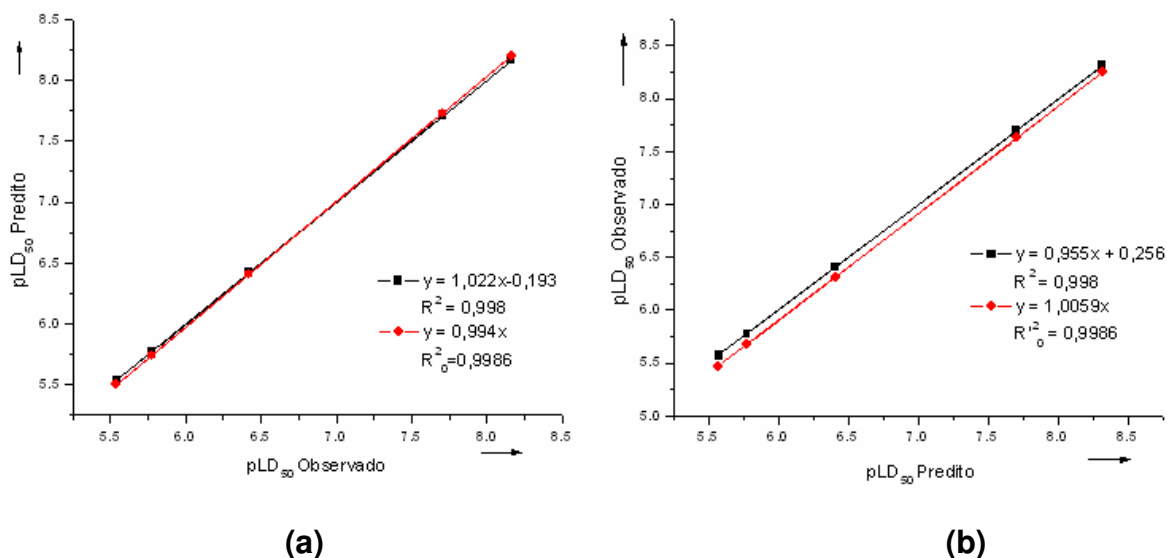 8.5
8.0
7.5
7.0
6.5
6.0
5.5
pLD50 Predito
5.5 6.0 6.5 7.0 7.5 8.0 8.5
pLD50 Observado
y = 1,022x-0,193
R2 = 0,998
y = 0,994x
R2o=0,9986
(a)
8.5
8.0
7.5
7.0
6.5
6.0
5.5
5.0
pLD50 Observado
5.5 6.0 6.5 7.0 7.5 8.0 8.5
pLD50 Predito
y = 0,955x + 0,256
R2 = 0,998
y = 1,0059x
R'2o = 0,9986
(b)